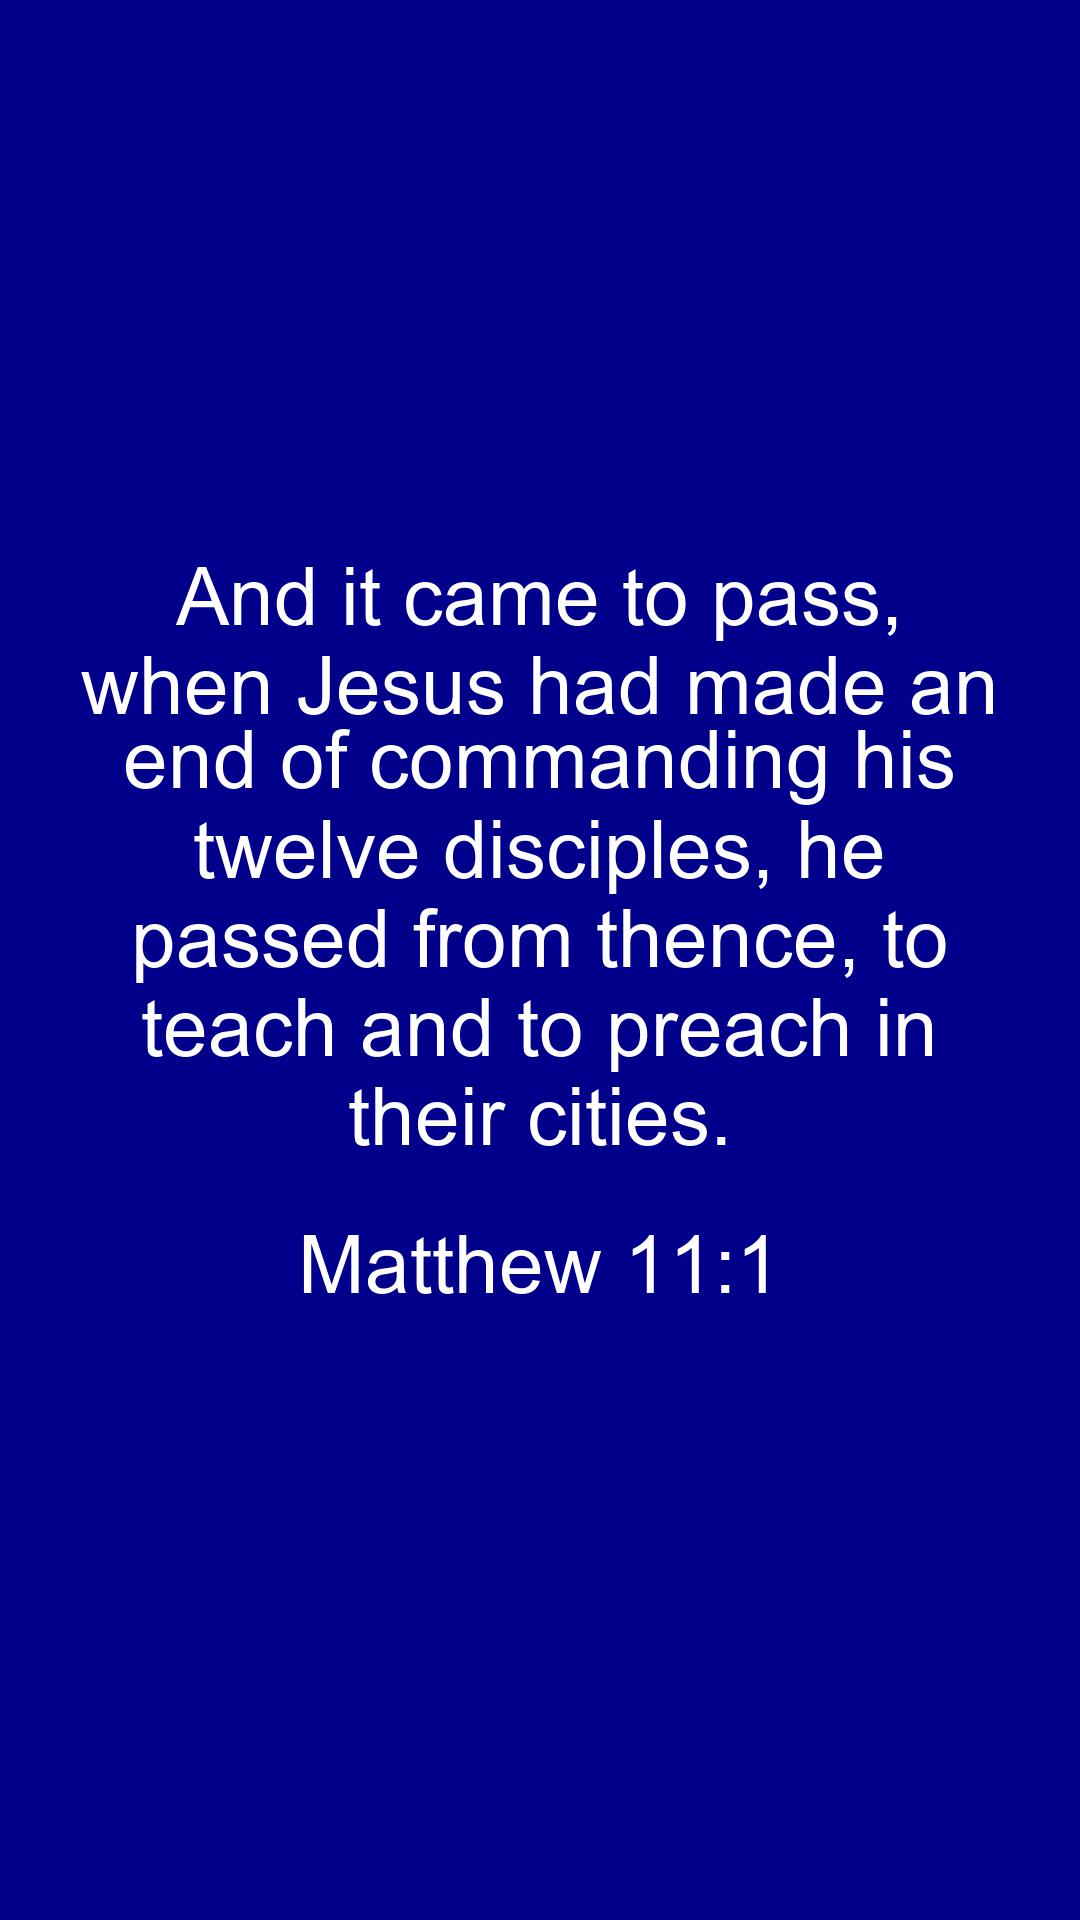 And it came to pass,
when Jesus had made an
end of commanding his
twelve disciples, he
passed from thence, to
teach and to preach in
their cities.
Matthew 11:1